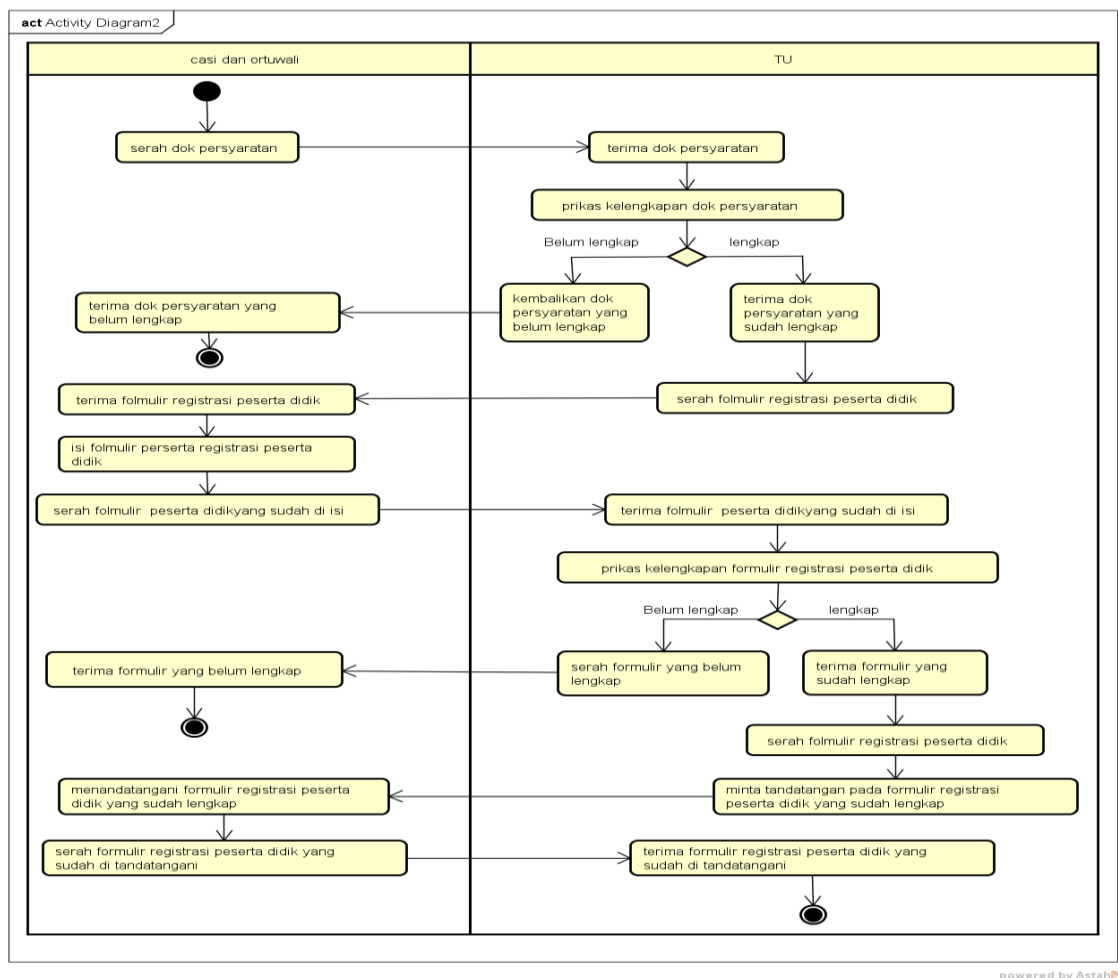 act Activity Diagram2
casi dan ortuwali
TU
serah dok persyaratan
terima dok persyaratan
prikas kelengkapan dok persyaratan
Belum lengkap
lengkap
terima dok persyaratan yang
belum lengkap
kembalikan dok
persyaratan yang
belum lengkap
terima dok
persyaratan yang
sudah lengkap
terima folmulir registrasi peserta didik
serah folmulir registrasi peserta didik
isi folmulir perserta registrasi peserta
didik
serah folmulir  peserta didikyang sudah di isi
terima folmulir  peserta didikyang sudah di isi
prikas kelengkapan formulir registrasi peserta didik
Belum lengkap
lengkap
terima formulir yang belum lengkap
serah formulir yang belum
lengkap
terima formulir yang
sudah lengkap
serah folmulir registrasi peserta didik
menandatangani formulir registrasi peserta
didik yang sudah lengkap
minta tandatangan pada formulir registrasi
peserta didik yang sudah lengkap
serah formulir registrasi peserta didik yang
sudah di tandatangani
terima formulir registrasi peserta didik yang
sudah di tandatangani
powered by Astah